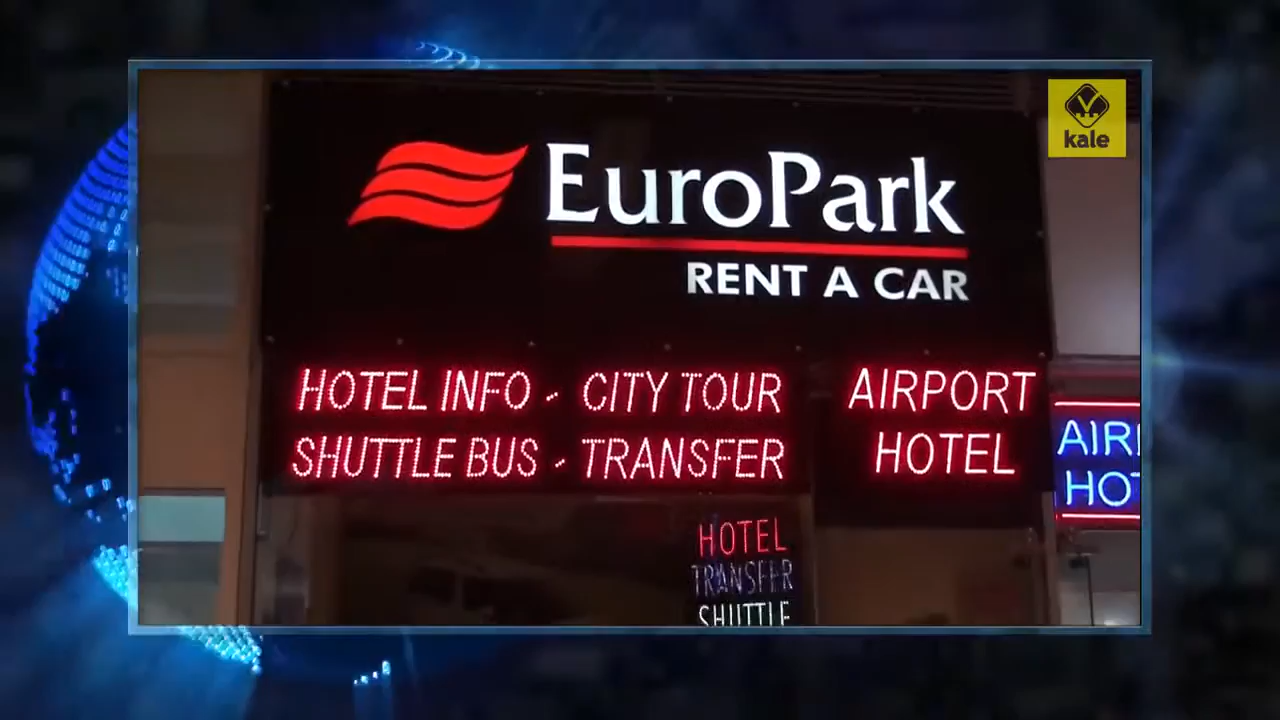 kale
EuroPark
RENT A CAR
HOTEL INFO - CITY TOUR
SHUTTLE BUS - TRANSFER
AIRPORT
HOTEL
HOTEL
TRANSFER
SHUTTLE